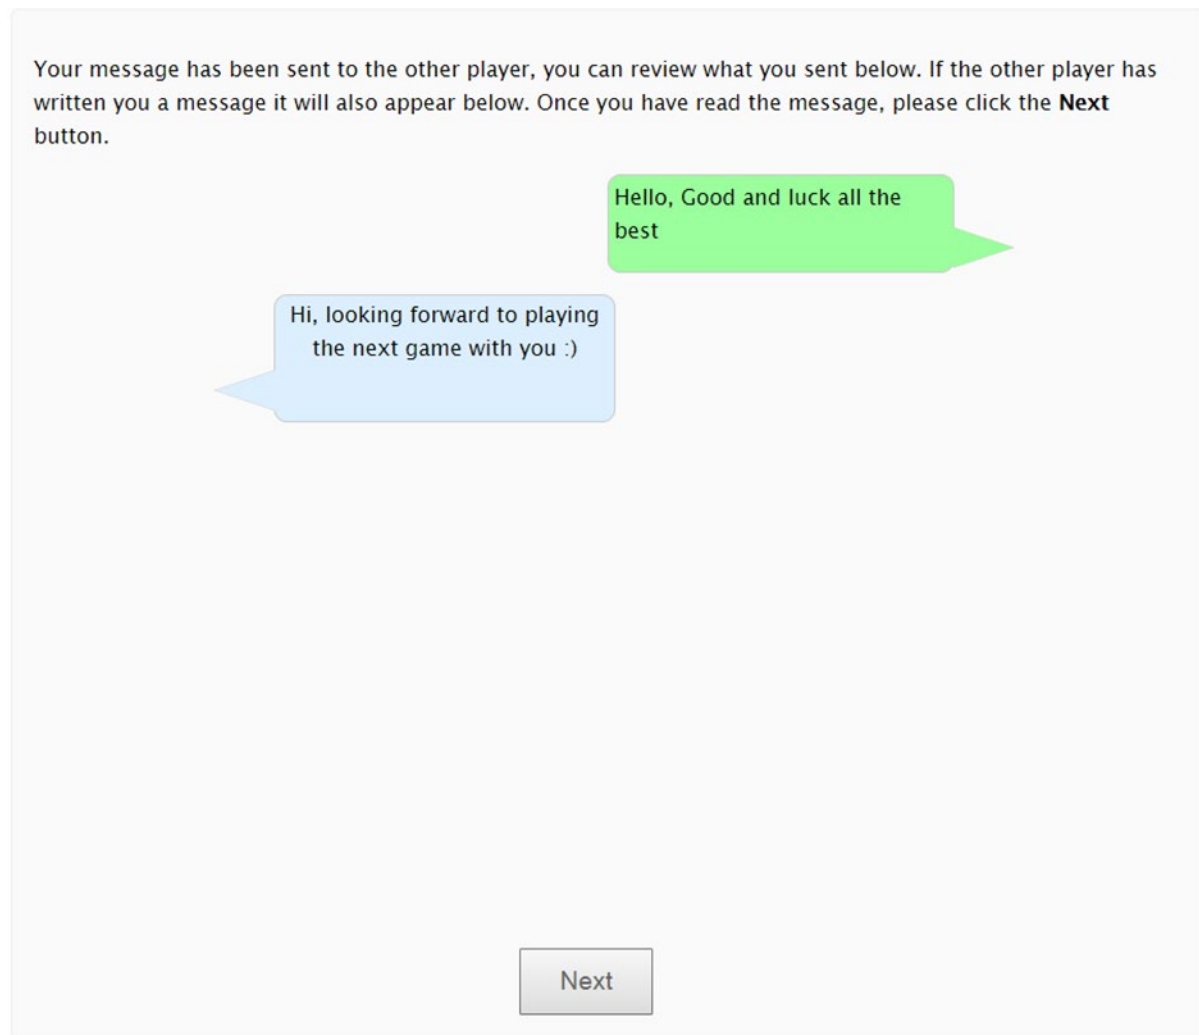 Your message has been sent to the other player, you can review what you sent below. If the other player has
written you a message it will also appear below. Once you have read the message, please click the Next
button.
Hello, Good and luck all the
best
Hi, looking forward to playing
the next game with you :)
Next